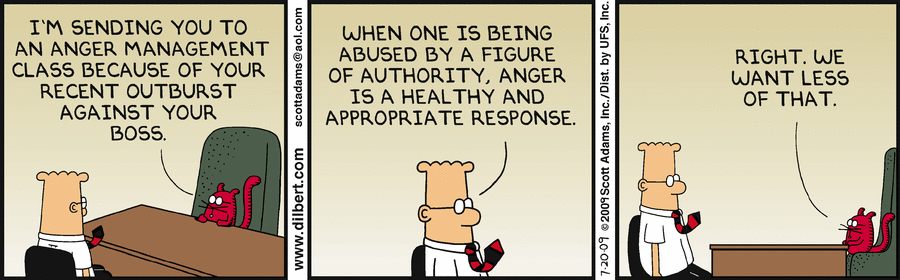 I'M SENDING YOU TO
AN ANGER MANAGEMENT
CLASS BECAUSE OF YOUR
RECENT OUTBURST
AGAINST YOUR
BOSS.
www.dilbert.com scottadams@aol.com
WHEN ONE IS BEING
ABUSED BY A FIGURE
OF AUTHORITY, ANGER
IS A HEALTHY AND
APPROPRIATE RESPONSE.
7-20-09 ©2009 Scott Adams, Inc./Dist. by UFS, Inc.
RIGHT. WE
WANT LESS
OF THAT.